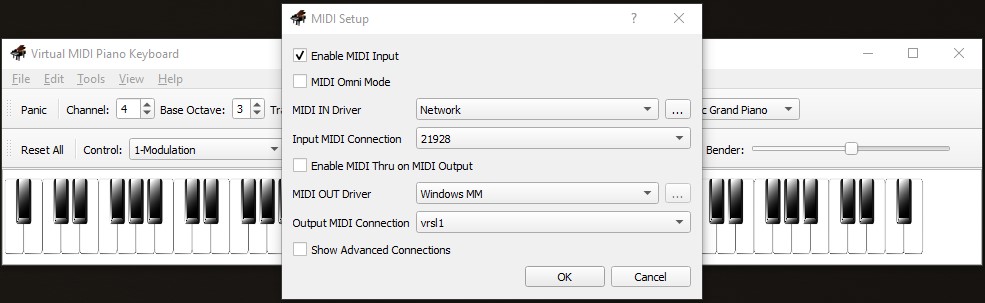 MIDI Setup
?
Virtual MIDI Piano Keyboard
File Edit Tools View Help
Panic Channel: 4 Base Octave: 3
c Grand Piano
Reset All Control: 1-Modulation
Bender:
Enable MIDI Input
MIDI Omni Mode
MIDI IN Driver Network ...
Input MIDI Connection 21928
Enable MIDI Thru on MIDI Output
MIDI OUT Driver Windows MM ...
Output MIDI Connection vrsl1
Show Advanced Connections
OK Cancel